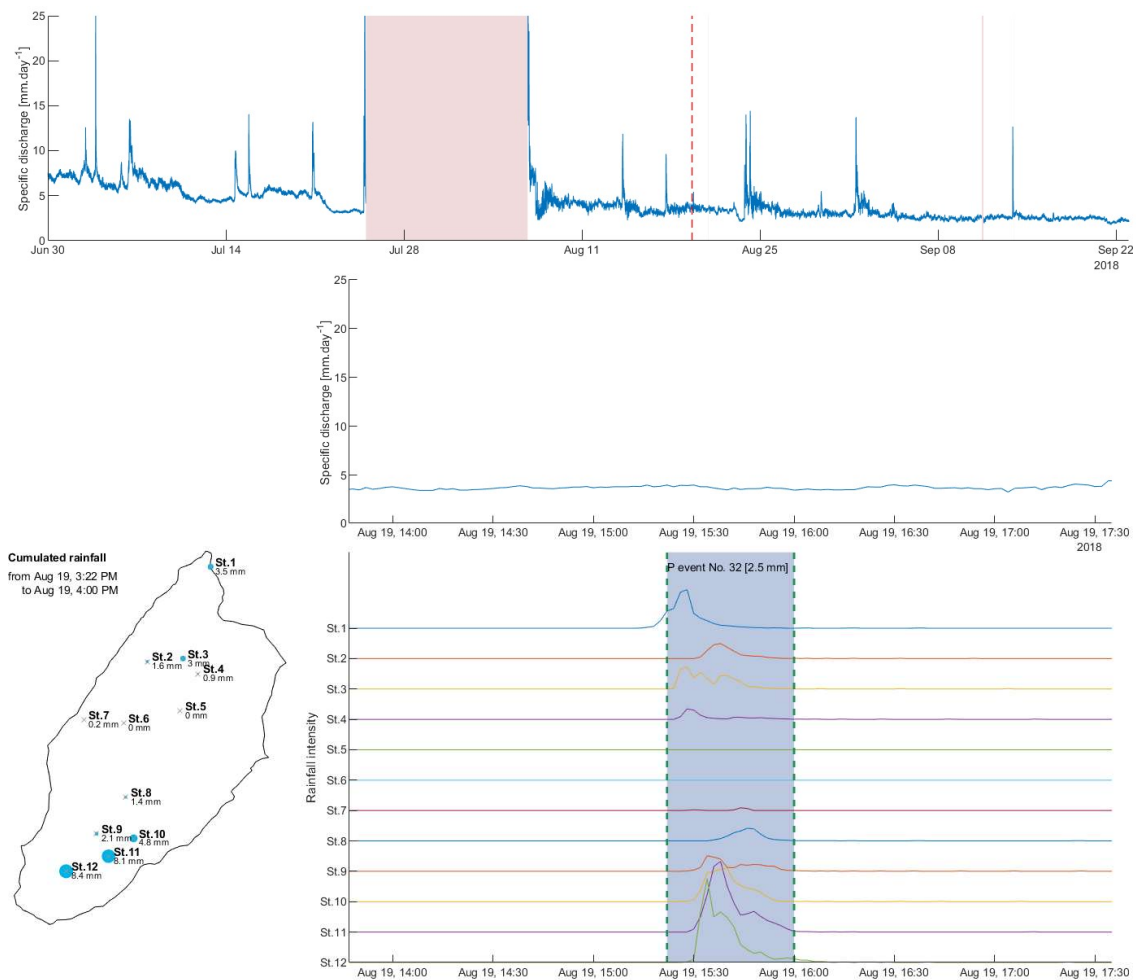 25
20
15
10
5
0
Specific discharge [mm.day-1]
Jun 30 Jul 14 Jul 28 Aug 11 Aug 25 Sep 08 Sep 22
2018
25
20
15
10
5
0
Specific discharge [mm.day-1]
Aug 19, 14:00 Aug 19, 14:30 Aug 19, 15:00 Aug 19, 15:30 Aug 19, 16:00 Aug 19, 16:30 Aug 19, 17:00 Aug 19, 17:30
2018
Cumulated rainfall
from Aug 19, 3:22 PM
to Aug 19, 4:00 PM
St.1
3.5 mm
St.2
1.6 mm
St.3
3 mm
St.4
0.9 mm
St.5
0 mm
St.6
0 mm
St.7
0.2 mm
St.8
1.4 mm
St.9
2.1 mm
St.10
4.8 mm
St.11
8.1 mm
St.12
8.4 mm
P event No. 32 [2.5 mm]
Rainfall intensity
St.1
St.2
St.3
St.4
St.5
St.6
St.7
St.8
St.9
St.10
St.11
St.12
Aug 19, 14:00 Aug 19, 14:30 Aug 19, 15:00 Aug 19, 15:30 Aug 19, 16:00 Aug 19, 16:30 Aug 19, 17:00 Aug 19, 17:30